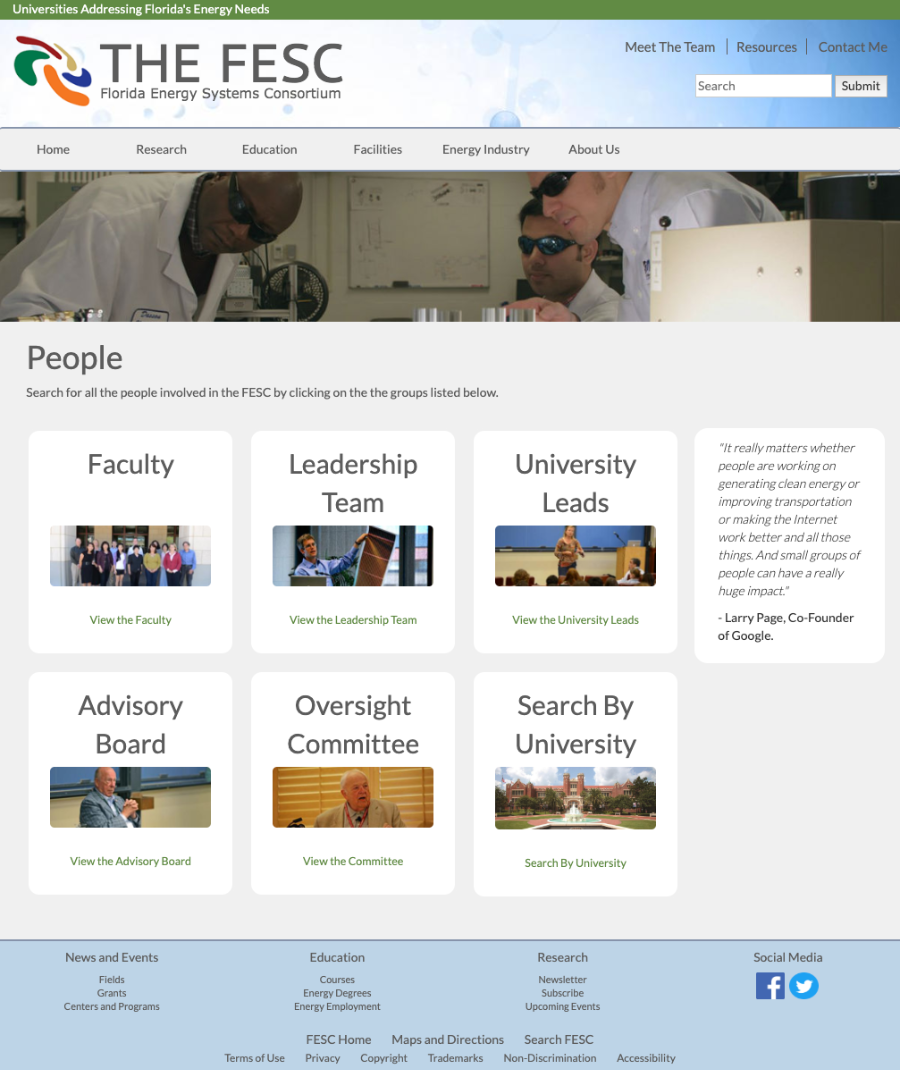 Universities Addressing Florida's Energy Needs
THE FESC
Florida Energy Systems Consortium
Meet The Team
Resources
Contact Me
Search
Submit
Home
Research
Education
Facilities
Energy Industry
About Us
People
Search for all the people involved in the FESC by clicking on the the groups listed below.
Faculty
View the Faculty
Leadership
Team
View the Leadership Team
University
Leads
View the University Leads
"It really matters whether
people are working on
generating clean energy or
improving transportation
or making the Internet
work better and all those
things. And small groups of
people can have a really
huge impact."
- Larry Page, Co-Founder
of Google.
Advisory
Board
View the Advisory Board
Oversight
Committee
View the Committee
Search By
University
Search By University
News and Events
Fields
Grants
Centers and Programs
Education
Courses
Energy Degrees
Energy Employment
Research
Newsletter
Subscribe
Upcoming Events
Social Media
FESC Home
Maps and Directions
Search FESC
Terms of Use
Privacy
Copyright
Trademarks
Non-Discrimination
Accessibility